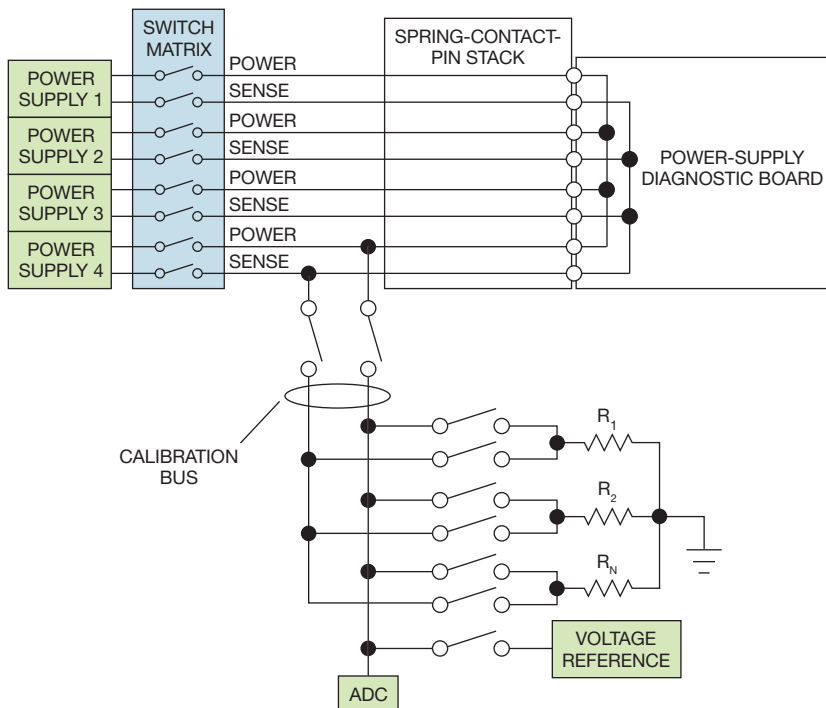 SWITCH
MATRIX
SPRING-CONTACT-
PIN STACK
POWER
SUPPLY 1
POWER
SENSE
POWER
SUPPLY 2
POWER
SENSE
POWER
SUPPLY 3
POWER
SENSE
POWER
SUPPLY 4
POWER
SENSE
POWER-SUPPLY
DIAGNOSTIC BOARD
CALIBRATION
BUS
R1
R2
RN
VOLTAGE
REFERENCE
ADC